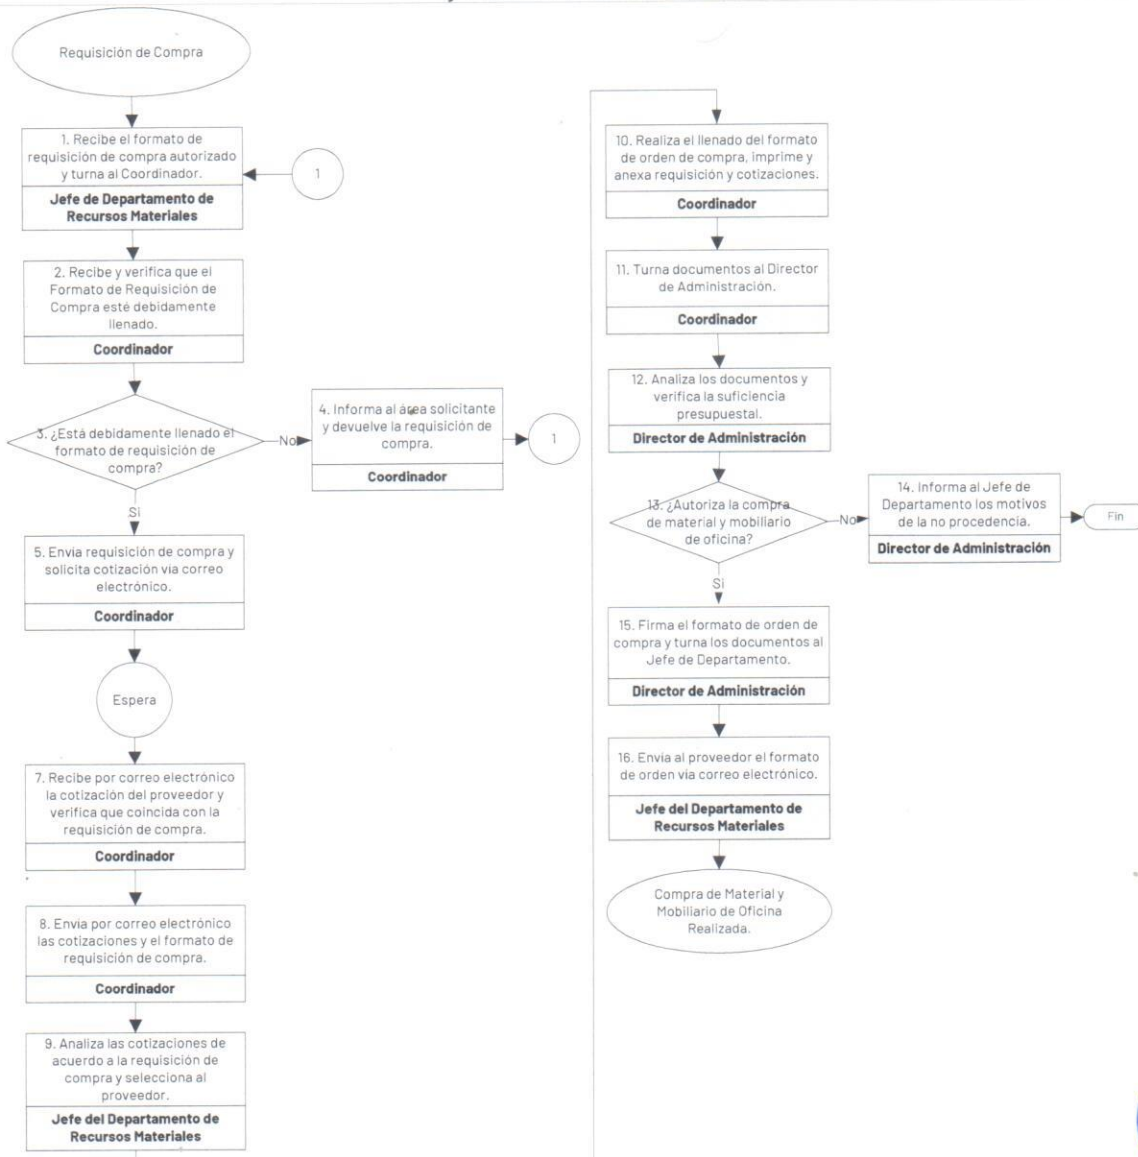 Requisición de Compra
1. Recibe el formato de
requisición de compra autorizado
y turna al Coordinador.
Jefe de Departamento de
Recursos Materiales
1
2. Recibe y verifica que el
Formato de Requisición de
Compra esté debidamente
llenado.
Coordinador
3. ¿Está debidamente llenado el
formato de requisición de
compra?
No
4. Informa al área solicitante
y devuelve la requisición de
compra.
Coordinador
1
Si
5. Envía requisición de compra y
solicita cotización vía correo
electrónico.
Coordinador
Espera
7. Recibe por correo electrónico
la cotización del proveedor y
verifica que coincida con la
requisición de compra.
Coordinador
8. Envía por correo electrónico
las cotizaciones y el formato de
requisición de compra.
Coordinador
9. Analiza las cotizaciones de
acuerdo a la requisición de
compra y selecciona al
proveedor.
Jefe del Departamento de
Recursos Materiales
10. Realiza el llenado del formato
de orden de compra, imprime y
anexa requisición y cotizaciones.
Coordinador
11. Turna documentos al Director
de Administración.
Coordinador
12. Analiza los documentos y
verifica la suficiencia
presupuestal.
Director de Administración
13. ¿Autoriza la compra
de material y mobiliario
de oficina?
No
14. Informa al Jefe de
Departamento los motivos
de la no procedencia.
Director de Administración
Fin
Si
15. Firma el formato de orden de
compra y turna los documentos al
Jefe de Departamento.
Director de Administración
16. Envía al proveedor el formato
de orden vía correo electrónico.
Jefe del Departamento de
Recursos Materiales
Compra de Material y
Mobiliario de Oficina
Realizada.